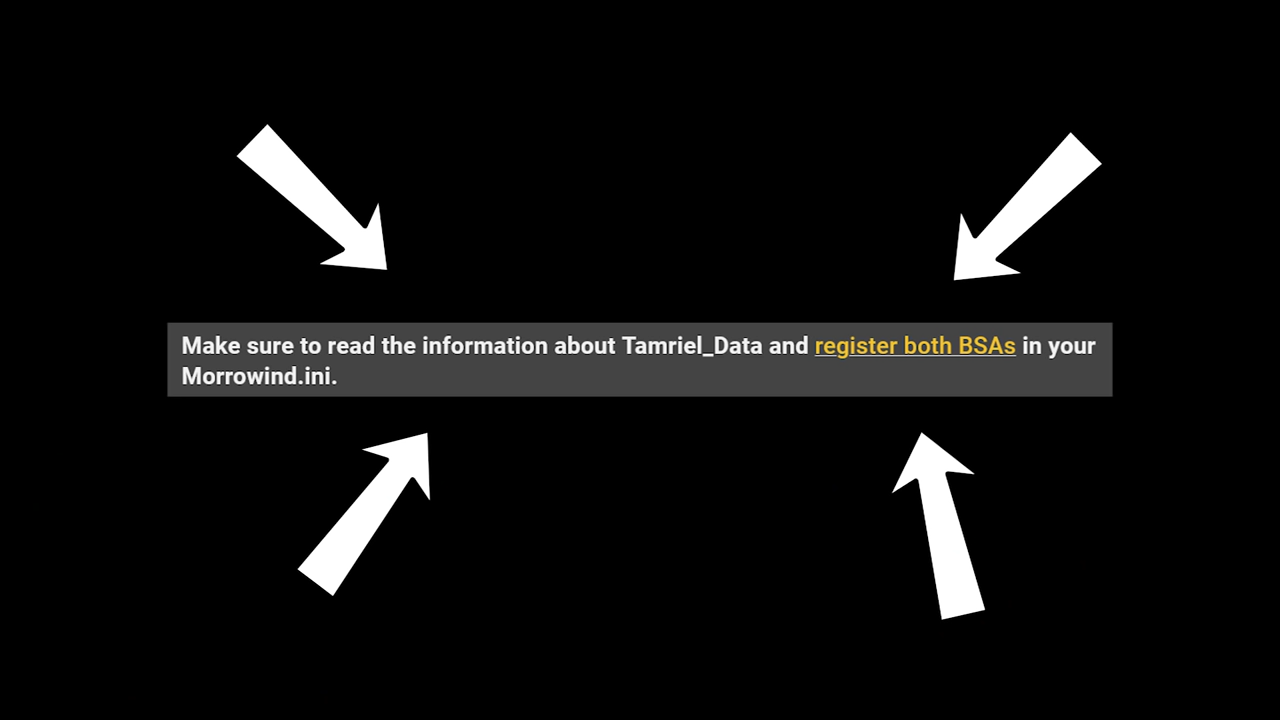 Make sure to read the information about Tamriel_Data and register both BSAs in your
Morrowind.ini.